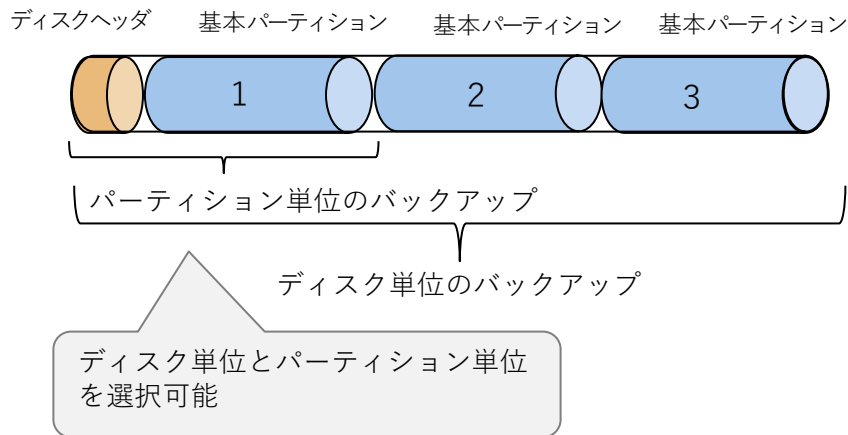 ディスクヘッダ
基本パーティション
基本パーティション
基本パーティション
1
2
3
パーティション単位のバックアップ
ディスク単位のバックアップ
ディスク単位とパーティション単位
を選択可能